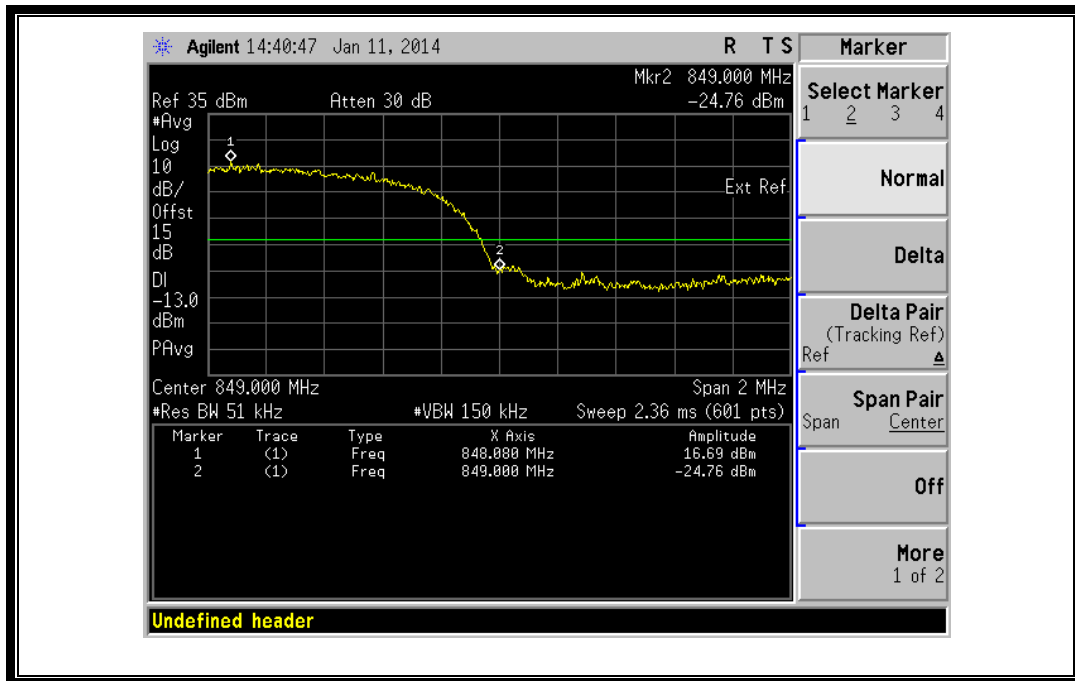 Agilent 14:40:47 Jan 11, 2014 R T S
Mkr2 849.000 MHz
Ref 35 dBm Atten 30 dB -24.76 dBm
#Avg
Log
10
dB/
Offst
15
dB
DI
-13.0
dBm
PAvg
1
2
Ext Ref
Center 849.000 MHz Span 2 MHz
#Res BW 51 kHz #VBW 150 kHz Sweep 2.36 ms (601 pts)
Marker Trace Type X Axis Amplitude
1 (1) Freq 848.080 MHz 16.69 dBm
2 (1) Freq 849.000 MHz -24.76 dBm
Undefined header
Marker
Select Marker
1 2 3 4
Normal
Delta
Delta Pair
(Tracking Ref)
Ref Δ
Span Pair
Span Center
Off
More
1 of 2